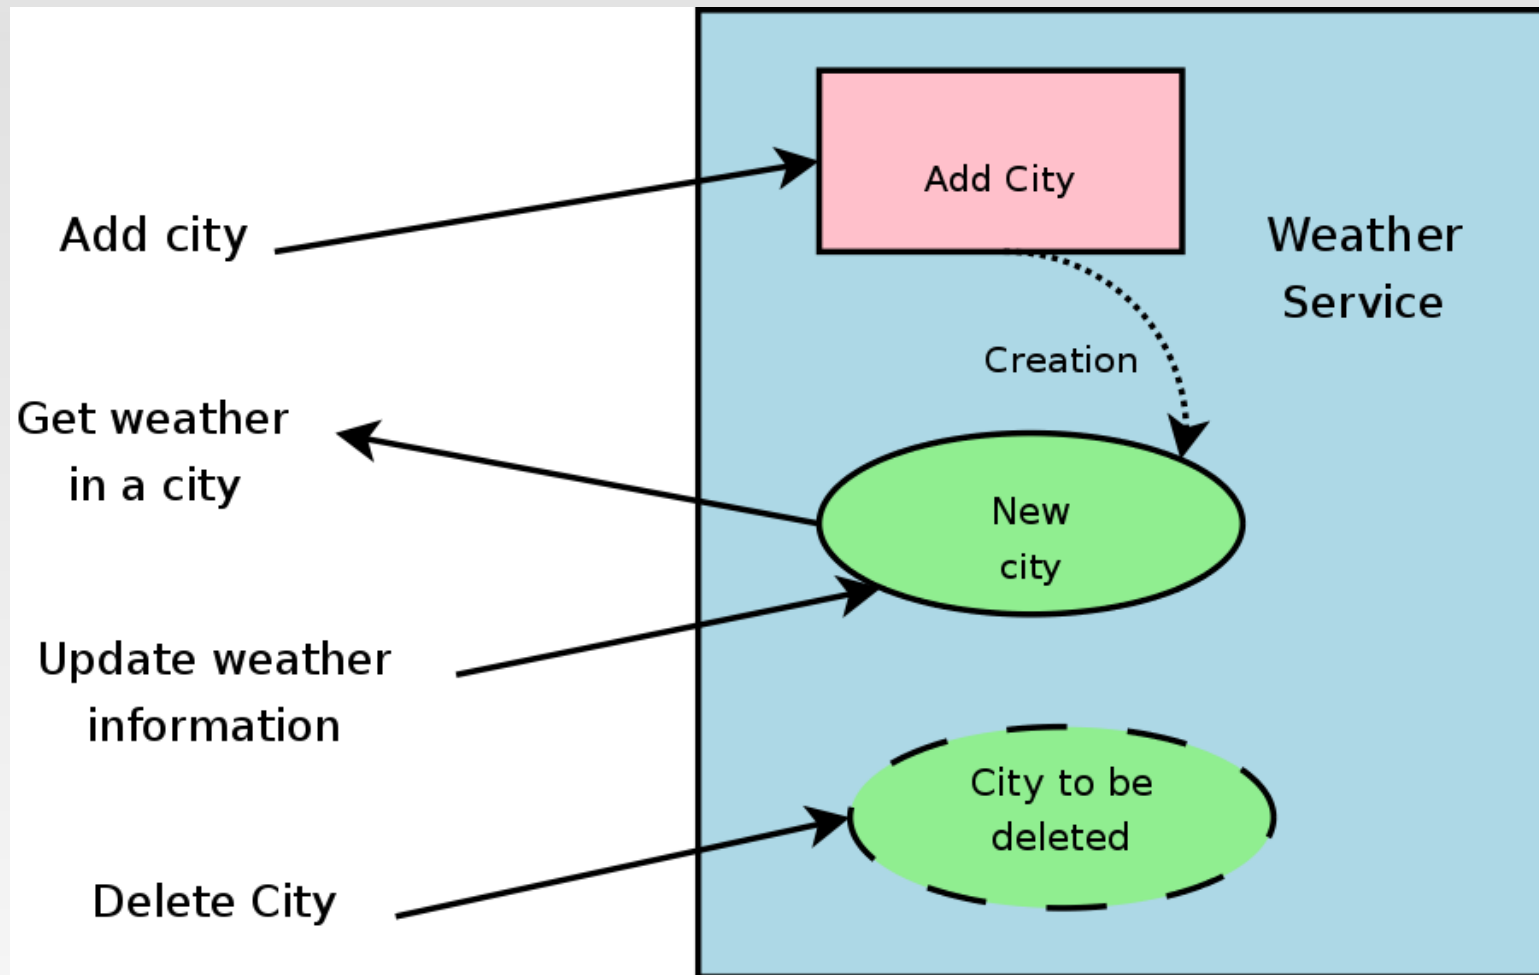 Add City
Add city
Weather
Service
Creation
Get weather
in a city
New
city
Update weather
information
City to be
deleted
Delete City